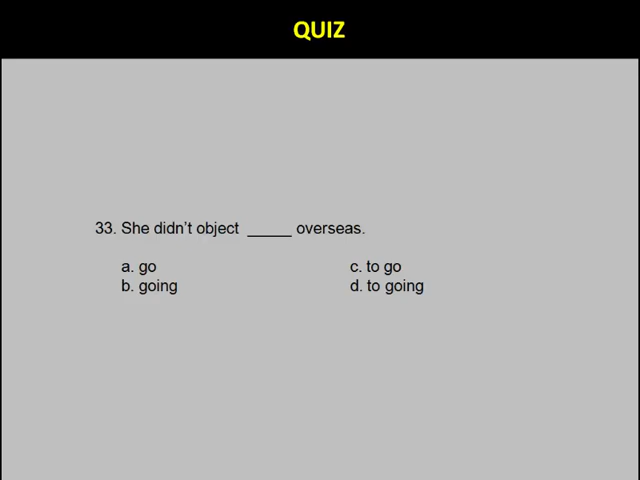 QUIZ
33. She didn’t object _____ overseas.
a. go c. to go
b. going d. to going